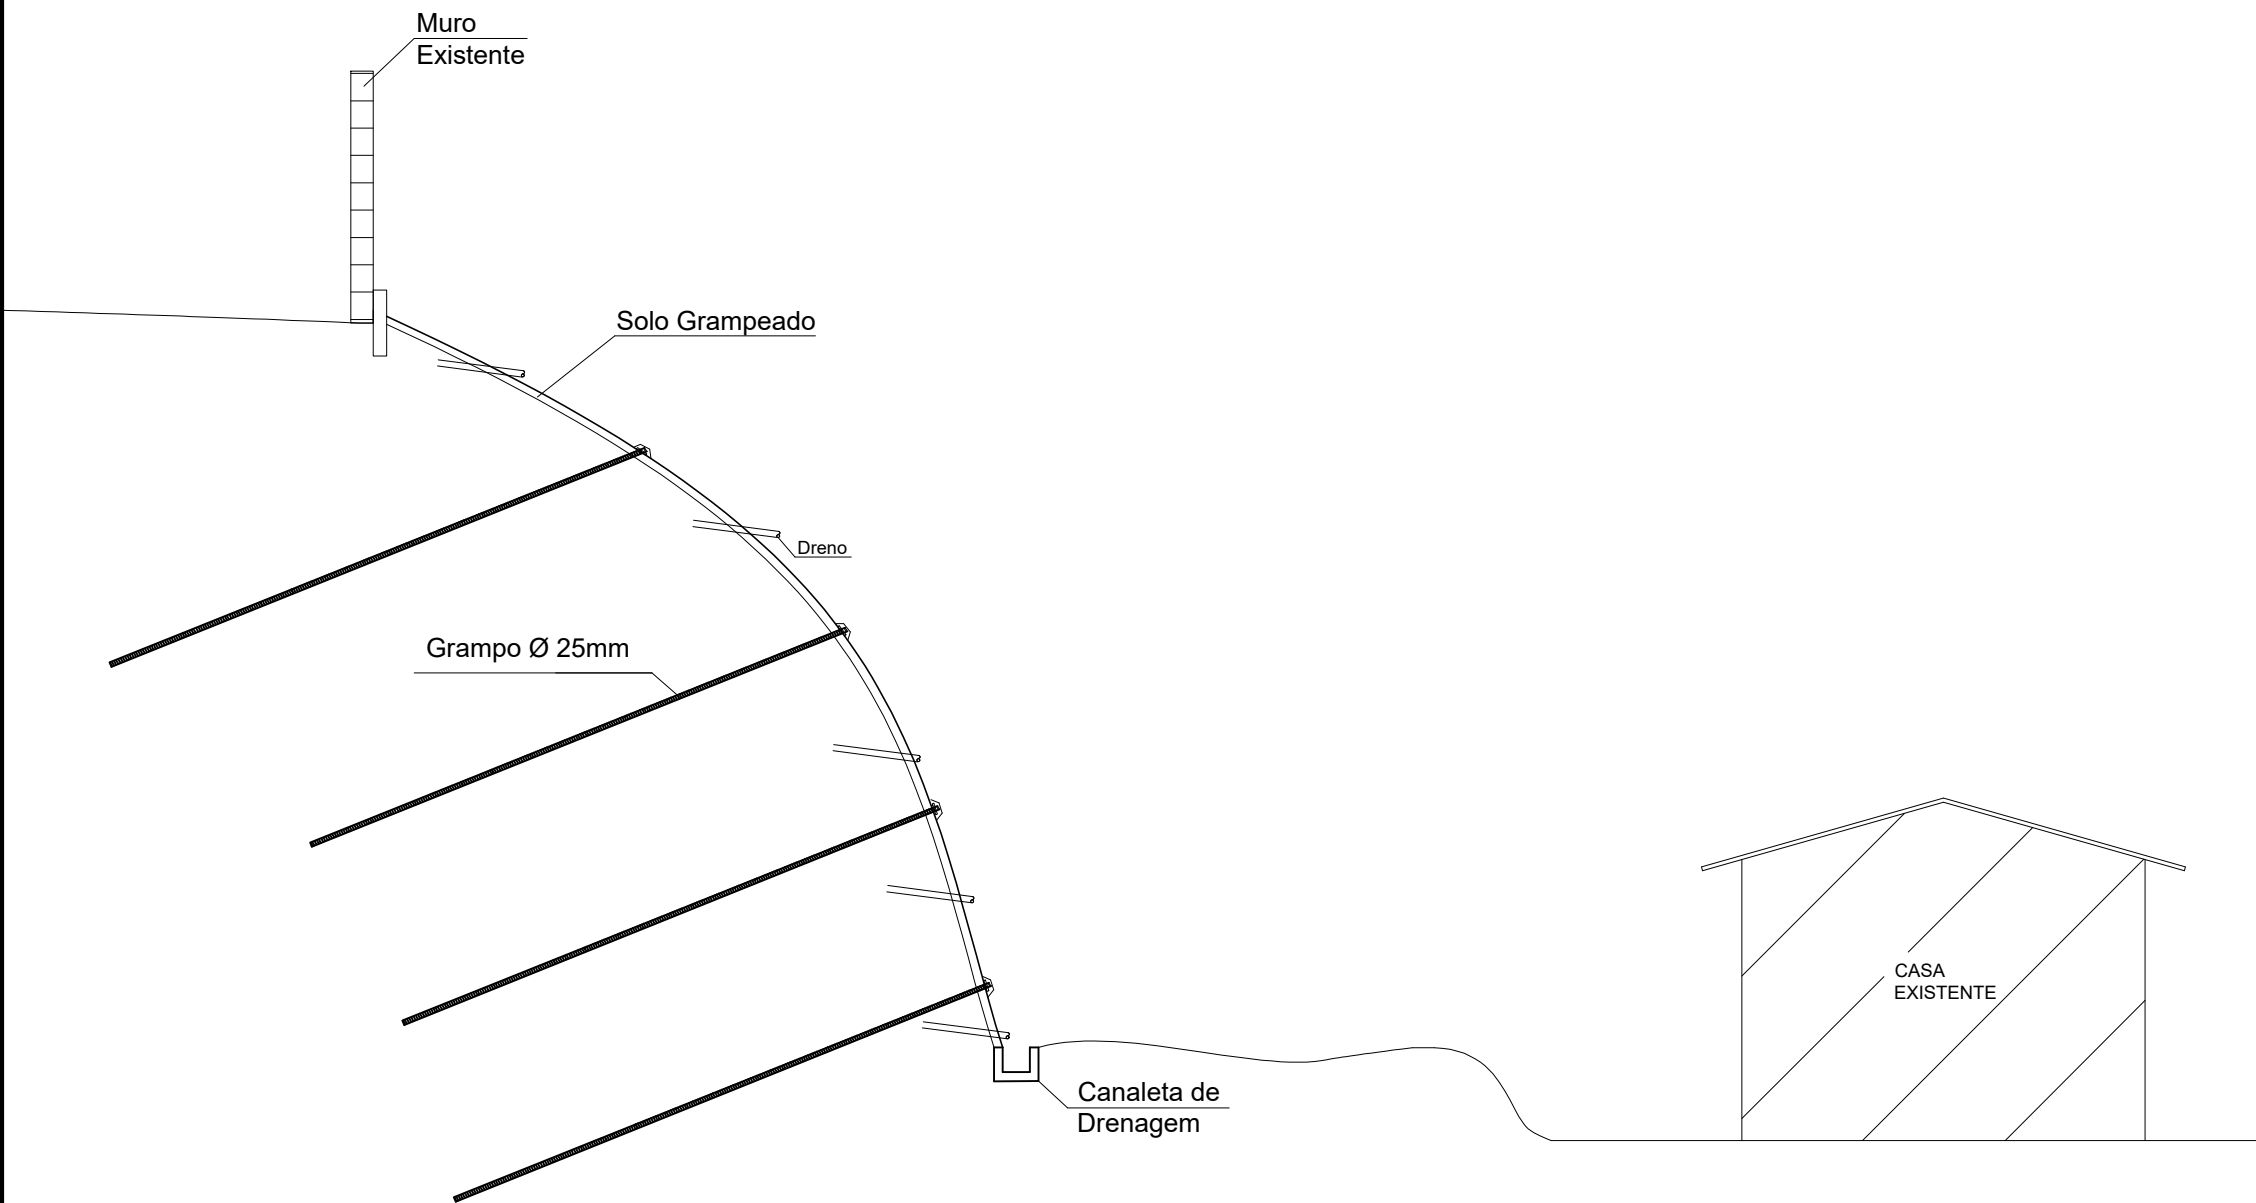 Muro
Existente
Solo Grampeado
Dreno
Grampo Ø 25mm
CASA
EXISTENTE
Canaleta de
Drenagem